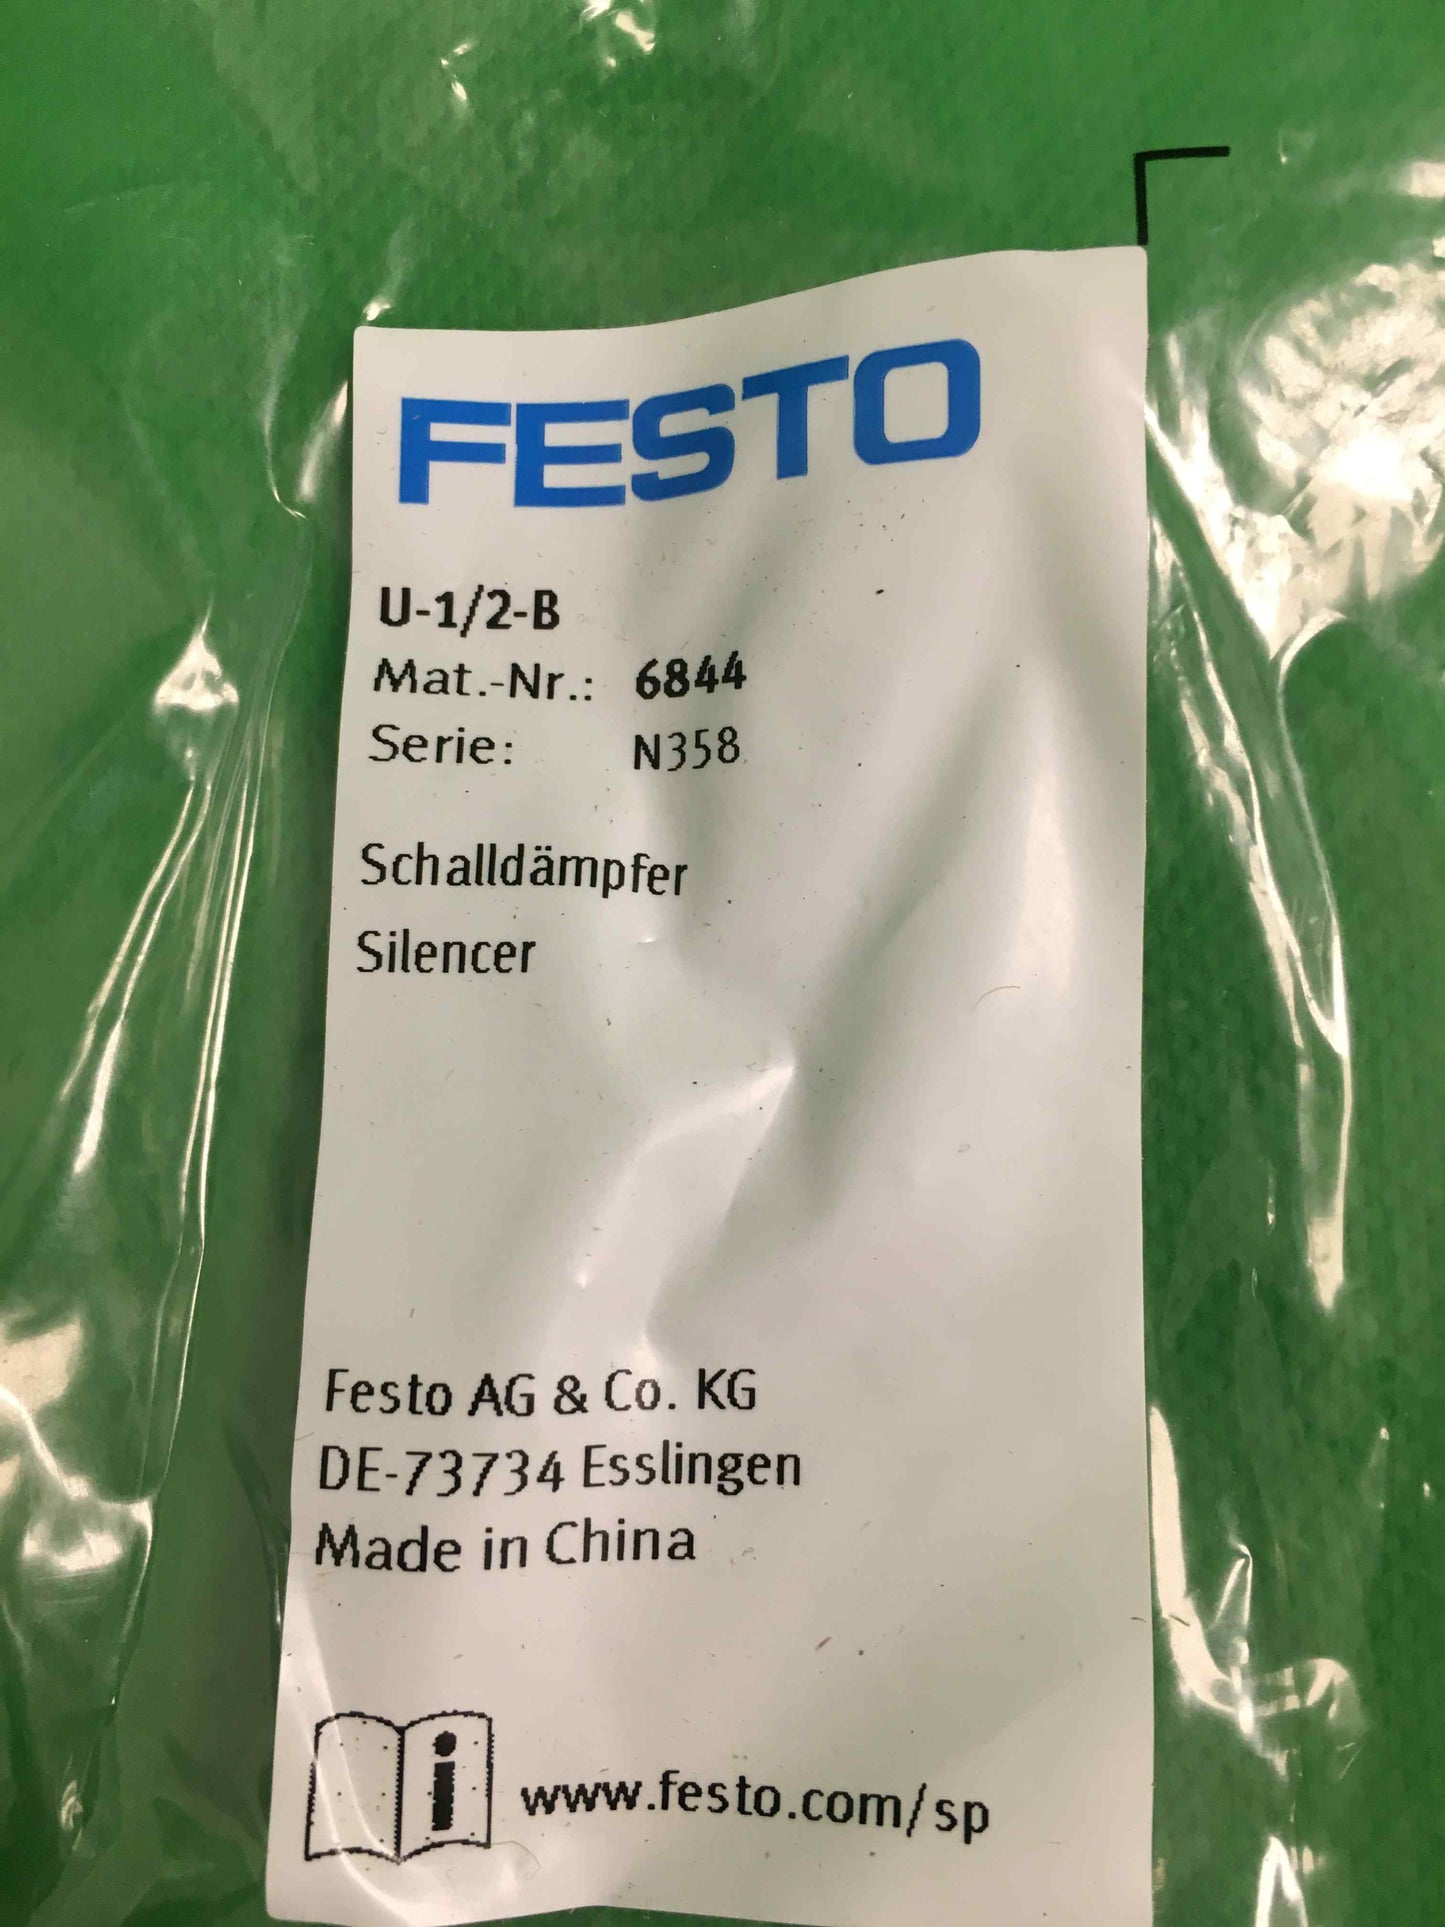 FESTO
U-1/2-B
Mat.-Nr.: 6844
Serie: N358
Schalldämpfer
Silencer
Festo AG & Co. KG
DE-73734 Esslingen
Made in China
i www.festo.com/sp